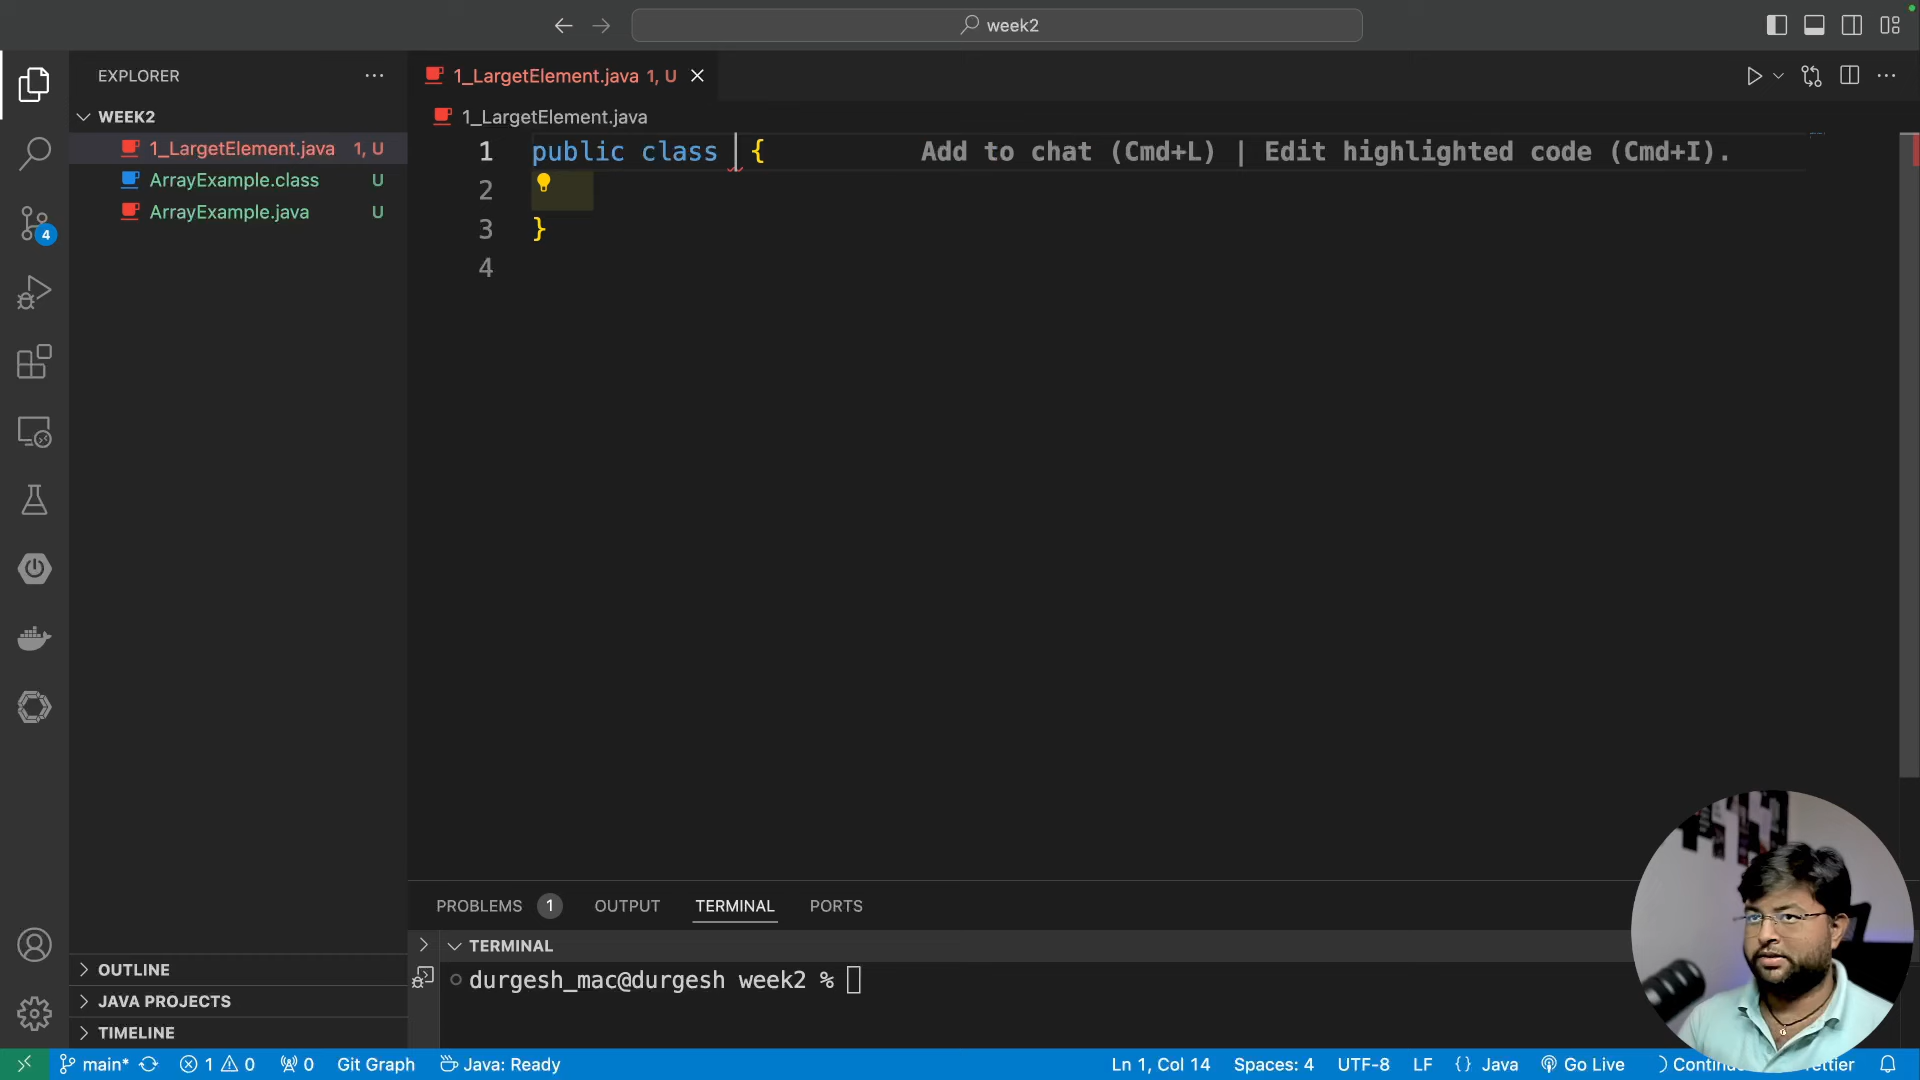 week2
EXPLORER
WEEK2
1_LargetElement.java 1, U
ArrayExample.class U
ArrayExample.java U
4
OUTLINE
JAVA PROJECTS
TIMELINE
1_LargetElement.java 1, U
1_LargetElement.java
1 public class { Add to chat (Cmd+L) | Edit highlighted code (Cmd+I).
2
3 }
4
PROBLEMS 1 OUTPUT TERMINAL PORTS
TERMINAL
durgesh_mac@durgesh week2 %
main* 1 0 0 Git Graph Java: Ready Ln 1, Col 14 Spaces: 4 UTF-8 LF {} Java Go Live